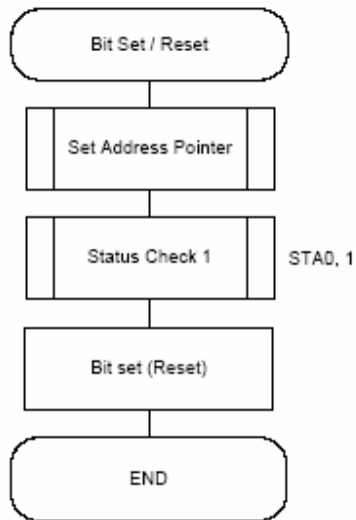 Bit Set / Reset
Set Address Pointer
Status Check 1
STA0, 1
Bit set (Reset)
END